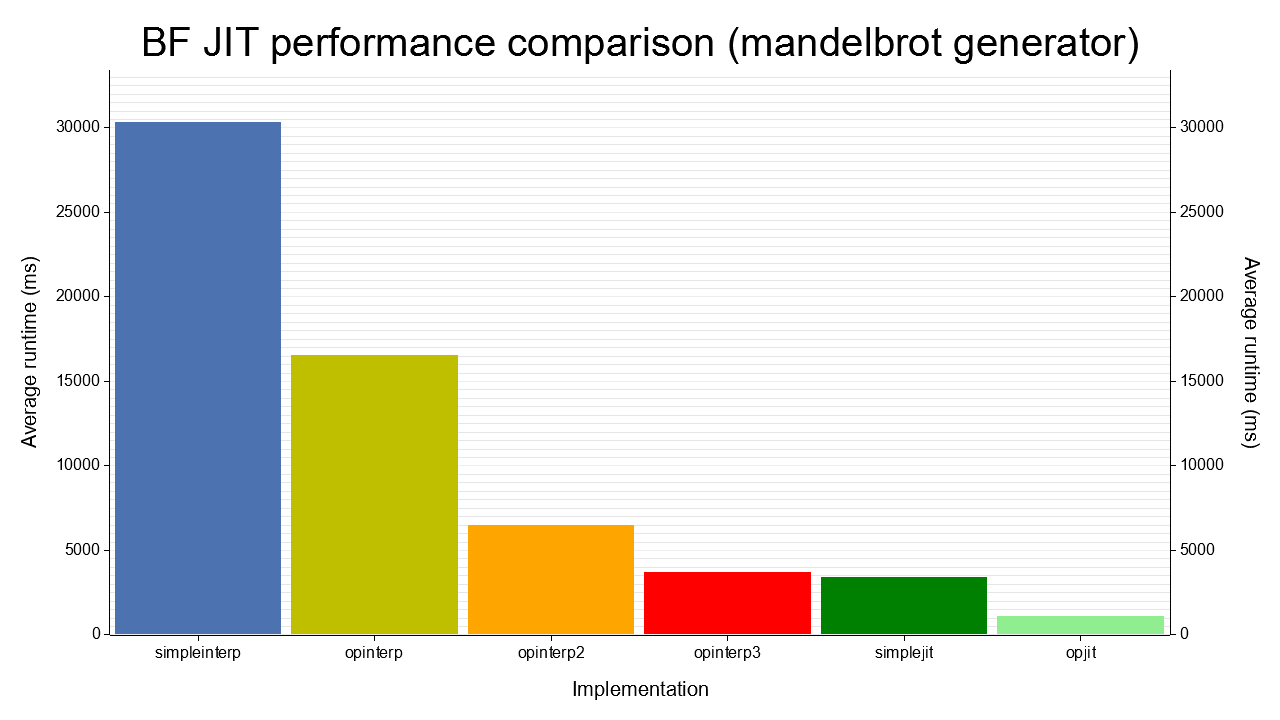 BF JIT performance comparison (mandelbrot generator)
Average runtime (ms)
30000
25000
20000
15000
10000
5000
0
30000
25000
20000
15000
10000
5000
0
Average runtime (ms)
simpleinterp
opinterp
opinterp2
opinterp3
simplejit
opjit
Implementation